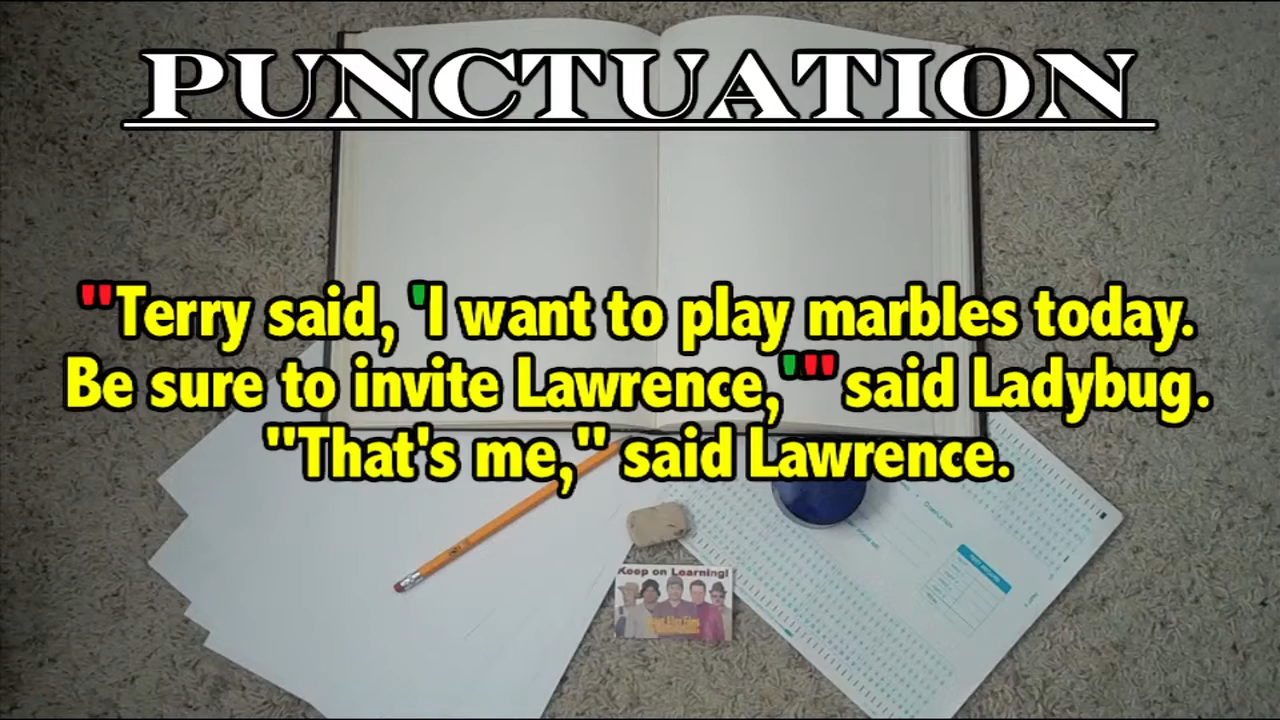 PUNCTUATION
"Terry said, 'I want to play marbles today.
Be sure to invite Lawrence,'" said Ladybug.
"That's me," said Lawrence.
Keep on Learning!